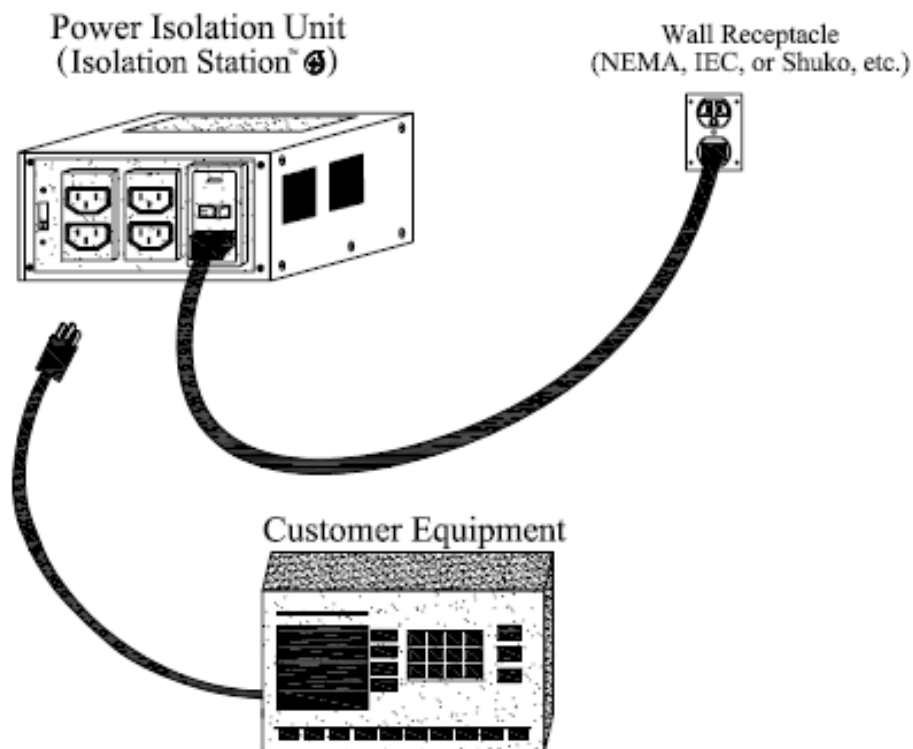 Power Isolation Unit
(Isolation Station™)
Wall Receptacle
(NEMA, IEC, or Shuko, etc.)
Customer Equipment